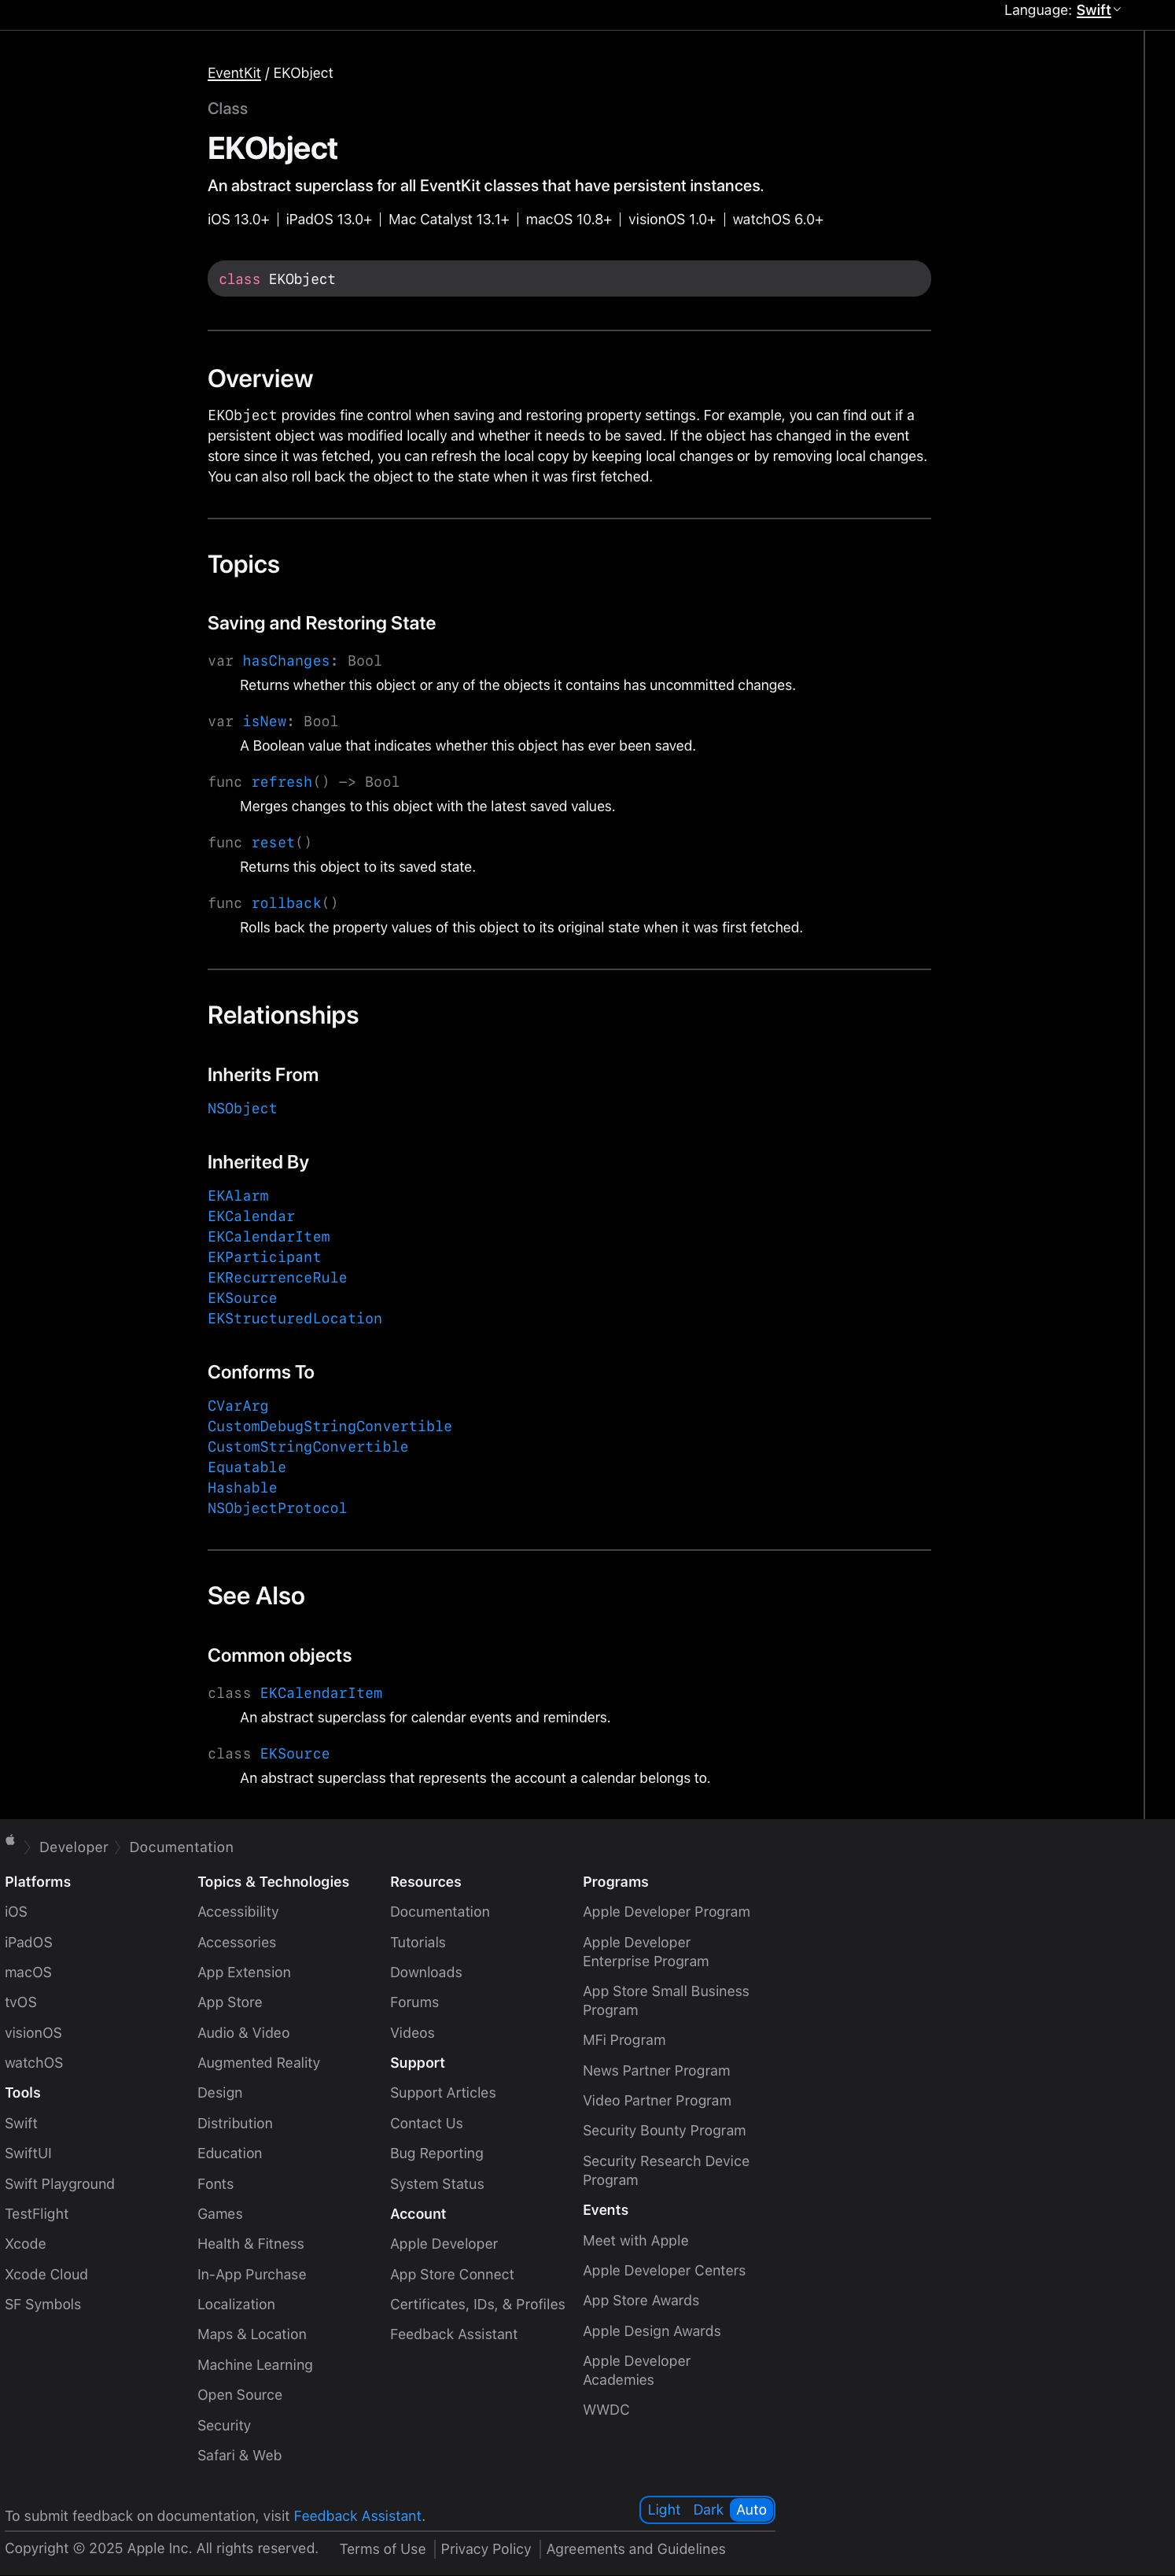 Language: Swift
EventKit / EKObject
Class
EKObject
An abstract superclass for all EventKit classes that have persistent instances.
iOS 13.0+ | iPadOS 13.0+ | Mac Catalyst 13.1+ | macOS 10.8+ | visionOS 1.0+ | watchOS 6.0+
class EKObject
Overview
EKObject provides fine control when saving and restoring property settings. For example, you can find out if a
persistent object was modified locally and whether it needs to be saved. If the object has changed in the event
store since it was fetched, you can refresh the local copy by keeping local changes or by removing local changes.
You can also roll back the object to the state when it was first fetched.
Topics
Saving and Restoring State
var hasChanges: Bool
Returns whether this object or any of the objects it contains has uncommitted changes.
var isNew: Bool
A Boolean value that indicates whether this object has ever been saved.
func refresh() -> Bool
Merges changes to this object with the latest saved values.
func reset()
Returns this object to its saved state.
func rollback()
Rolls back the property values of this object to its original state when it was first fetched.
Relationships
Inherits From
NSObject
Inherited By
EKAlarm
EKCalendar
EKCalendarItem
EKParticipant
EKRecurrenceRule
EKSource
EKStructuredLocation
Conforms To
CVarArg
CustomDebugStringConvertible
CustomStringConvertible
Equatable
Hashable
NSObjectProtocol
See Also
Common objects
class EKCalendarItem
An abstract superclass for calendar events and reminders.
class EKSource
An abstract superclass that represents the account a calendar belongs to.
Developer Documentation
Platforms
iOS
iPadOS
macOS
tvOS
visionOS
watchOS
Tools
Swift
SwiftUI
Swift Playground
TestFlight
Xcode
Xcode Cloud
SF Symbols
Topics & Technologies
Accessibility
Accessories
App Extension
App Store
Audio & Video
Augmented Reality
Design
Distribution
Education
Fonts
Games
Health & Fitness
In-App Purchase
Localization
Maps & Location
Machine Learning
Open Source
Security
Safari & Web
Resources
Documentation
Tutorials
Downloads
Forums
Videos
Support
Support Articles
Contact Us
Bug Reporting
System Status
Account
Apple Developer
App Store Connect
Certificates, IDs, & Profiles
Feedback Assistant
Programs
Apple Developer Program
Apple Developer
Enterprise Program
App Store Small Business
Program
MFi Program
News Partner Program
Video Partner Program
Security Bounty Program
Security Research Device
Program
Events
Meet with Apple
Apple Developer Centers
App Store Awards
Apple Design Awards
Apple Developer
Academies
WWDC
To submit feedback on documentation, visit Feedback Assistant.
Light Dark Auto
Copyright © 2025 Apple Inc. All rights reserved. Terms of Use | Privacy Policy | Agreements and Guidelines